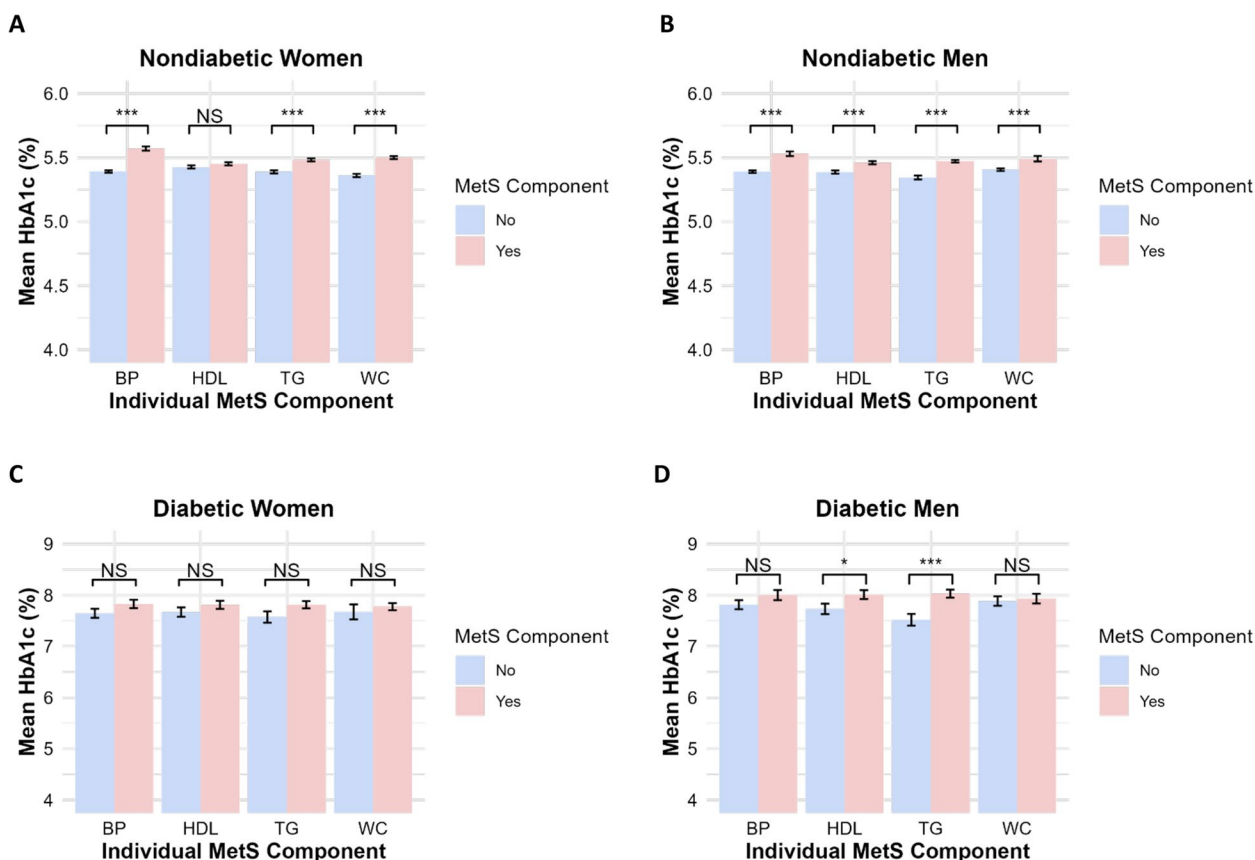 A
Nondiabetic Women
6.0
5.5
5.0
4.5
4.0
Mean HbA1c (%)
*** NS *** ***
BP HDL TG WC
Individual MetS Component
MetS Component
No
Yes
B
Nondiabetic Men
6.0
5.5
5.0
4.5
4.0
Mean HbA1c (%)
*** *** *** ***
BP HDL TG WC
Individual MetS Component
MetS Component
No
Yes
C
Diabetic Women
9
8
7
6
5
4
Mean HbA1c (%)
NS NS NS NS
BP HDL TG WC
Individual MetS Component
MetS Component
No
Yes
D
Diabetic Men
9
8
7
6
5
4
Mean HbA1c (%)
NS * *** NS
BP HDL TG WC
Individual MetS Component
MetS Component
No
Yes